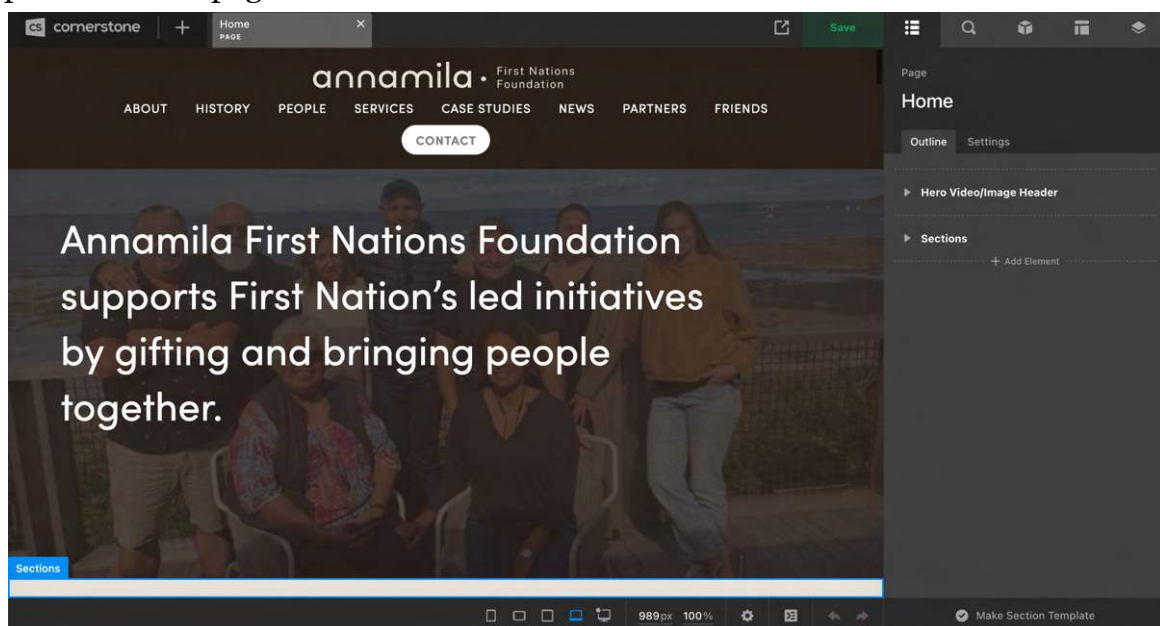 cs cornerstone
+
Home
PAGE
×
Save
annamila · First Nations
Foundation
ABOUT HISTORY PEOPLE SERVICES CASE STUDIES NEWS PARTNERS FRIENDS
CONTACT
Annamila First Nations Foundation
supports First Nation’s led initiatives
by gifting and bringing people
together.
Sections
989px 100%
Page
Home
Outline Settings
Hero Video/Image Header
Sections
+ Add Element
Make Section Template